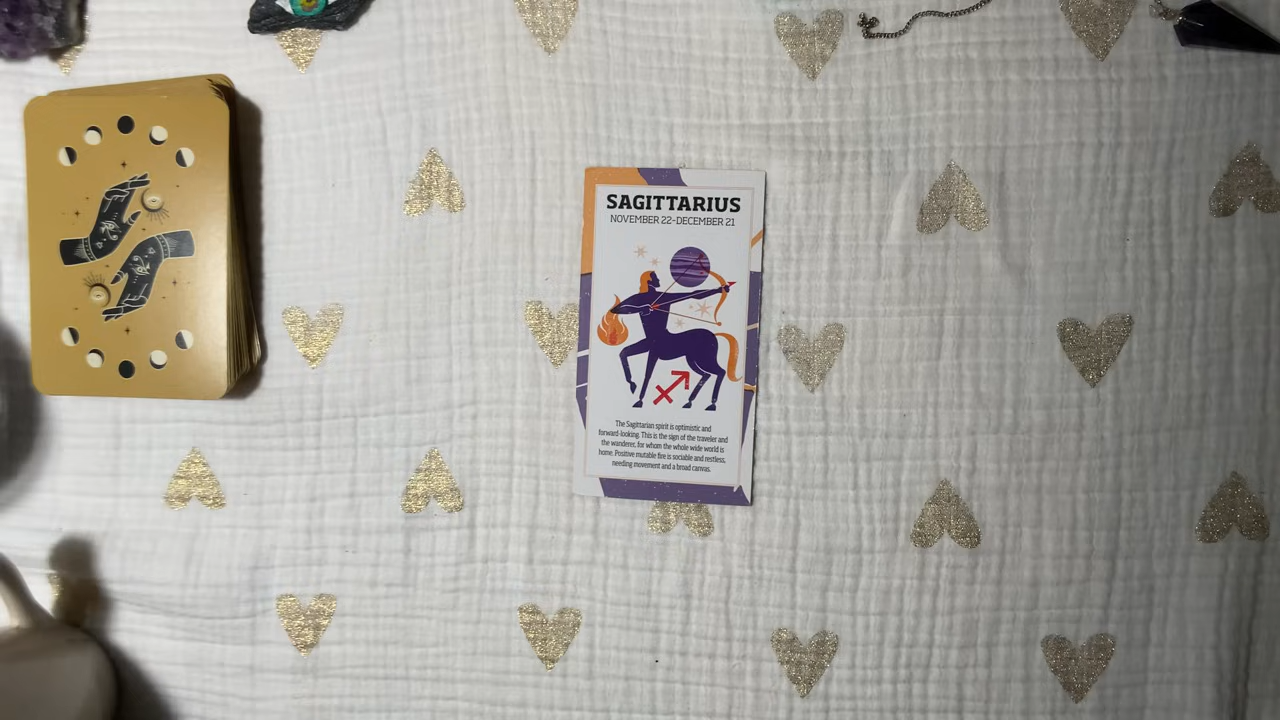 SAGITTARIUS
NOVEMBER 22-DECEMBER 21
The Sagittarian spirit is optimistic and
forward-looking. This is the sign of the traveler and
the wanderer, for whom the whole wide world is
home. Positive mutable fire is sociable and restless,
needing movement and a broad canvas.